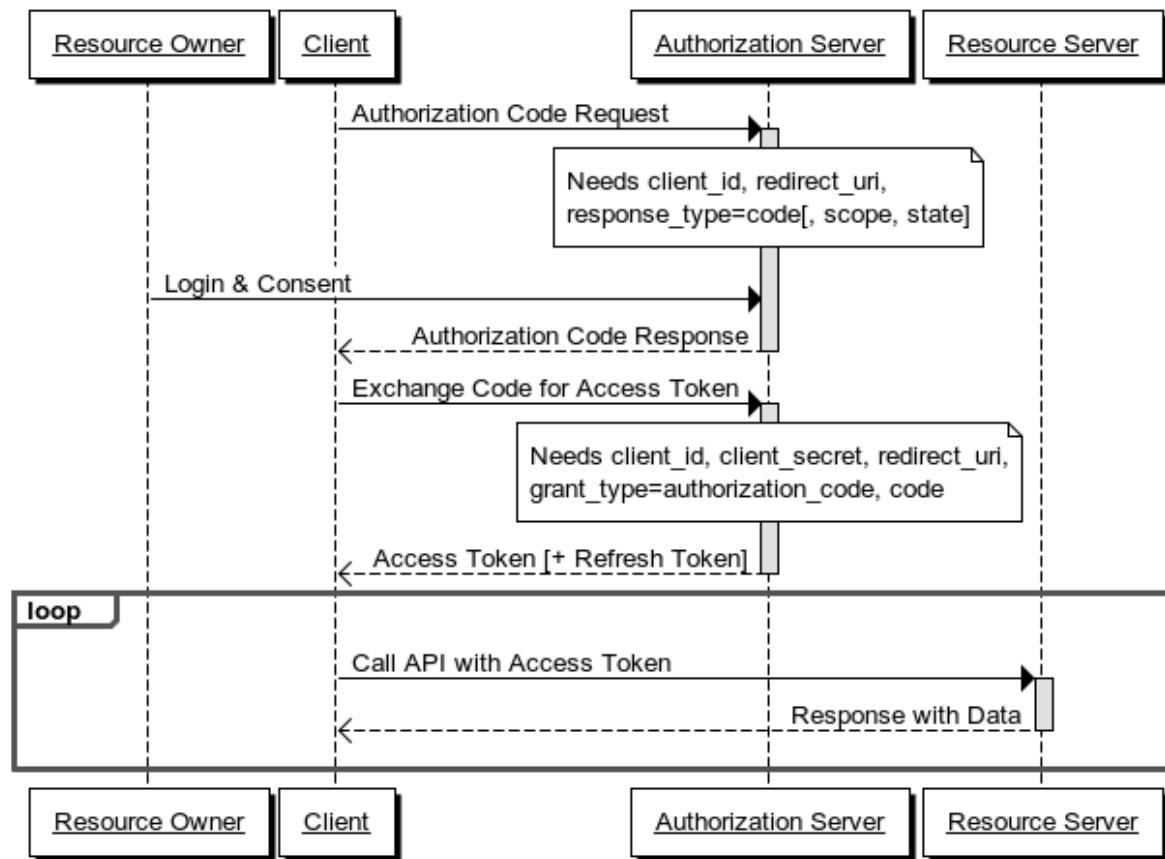 Resource Owner
Client
Authorization Server
Resource Server
Authorization Code Request
Needs client_id, redirect_uri,
response_type=code[, scope, state]
Login & Consent
Authorization Code Response
Exchange Code for Access Token
Needs client_id, client_secret, redirect_uri,
grant_type=authorization_code, code
Access Token [+ Refresh Token]
loop
Call API with Access Token
Response with Data
Resource Owner
Client
Authorization Server
Resource Server